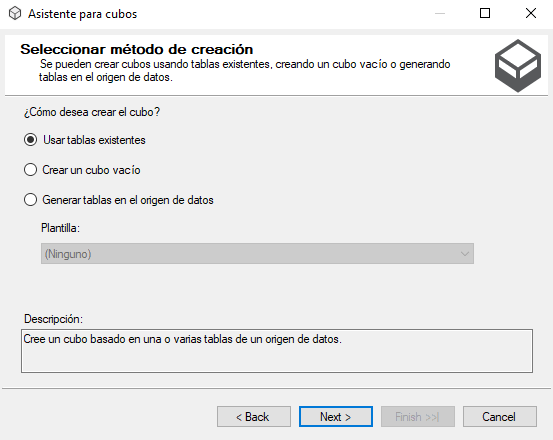 Asistente para cubos
Seleccionar método de creación
Se pueden crear cubos usando tablas existentes, creando un cubo vacío o generando
tablas en el origen de datos.
¿Cómo desea crear el cubo?
Usar tablas existentes
Crear un cubo vacío
Generar tablas en el origen de datos
Plantilla:
(Ninguno)
Descripción:
Cree un cubo basado en una o varias tablas de un origen de datos.
< Back
Next >
Finish >>|
Cancel